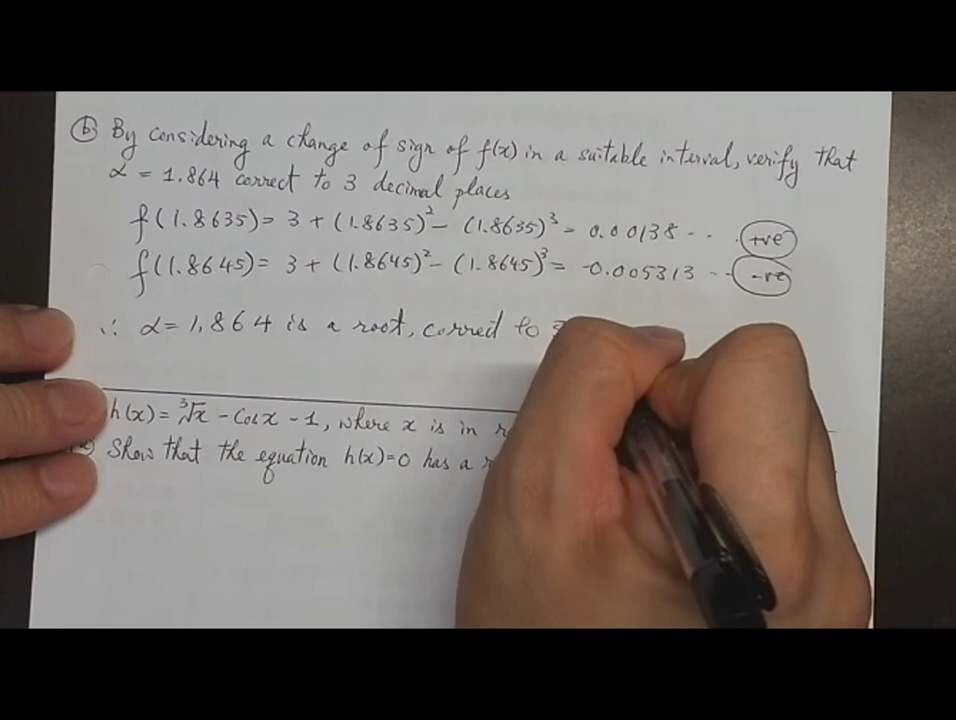 ⓑ By considering a change of sign of f(x) in a suitable interval, verify that
α = 1.864 correct to 3 decimal places
f(1.8635) = 3 + (1.8635)² - (1.8635)³ = 0.00138 -- . +ve
f(1.8645) = 3 + (1.8645)² - (1.8645)³ = -0.005313 -- -ve
∴ α = 1.864 is a root, correct to 3
h(x) = ∛x - cos x - 1, where x is in
Show that the equation h(x)=0 has a